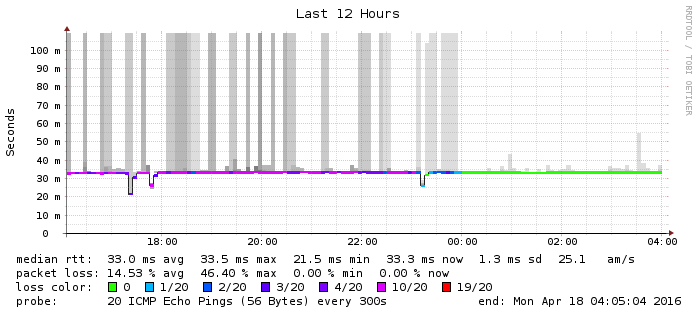 Last 12 Hours
RRDTOOL / TOBI OETIKER
Seconds
100 m
90 m
80 m
70 m
60 m
50 m
40 m
30 m
20 m
10 m
0
18:00 20:00 22:00 00:00 02:00 04:00
median rtt: 33.0 ms avg 33.5 ms max 21.5 ms min 33.3 ms now 1.3 ms sd 25.1 am/s
packet loss: 14.53 % avg 46.40 % max 0.00 % min 0.00 % now
loss color: 0 1/20 2/20 3/20 4/20 10/20 19/20
probe: 20 ICMP Echo Pings (56 Bytes) every 300s end: Mon Apr 18 04:05:04 2016